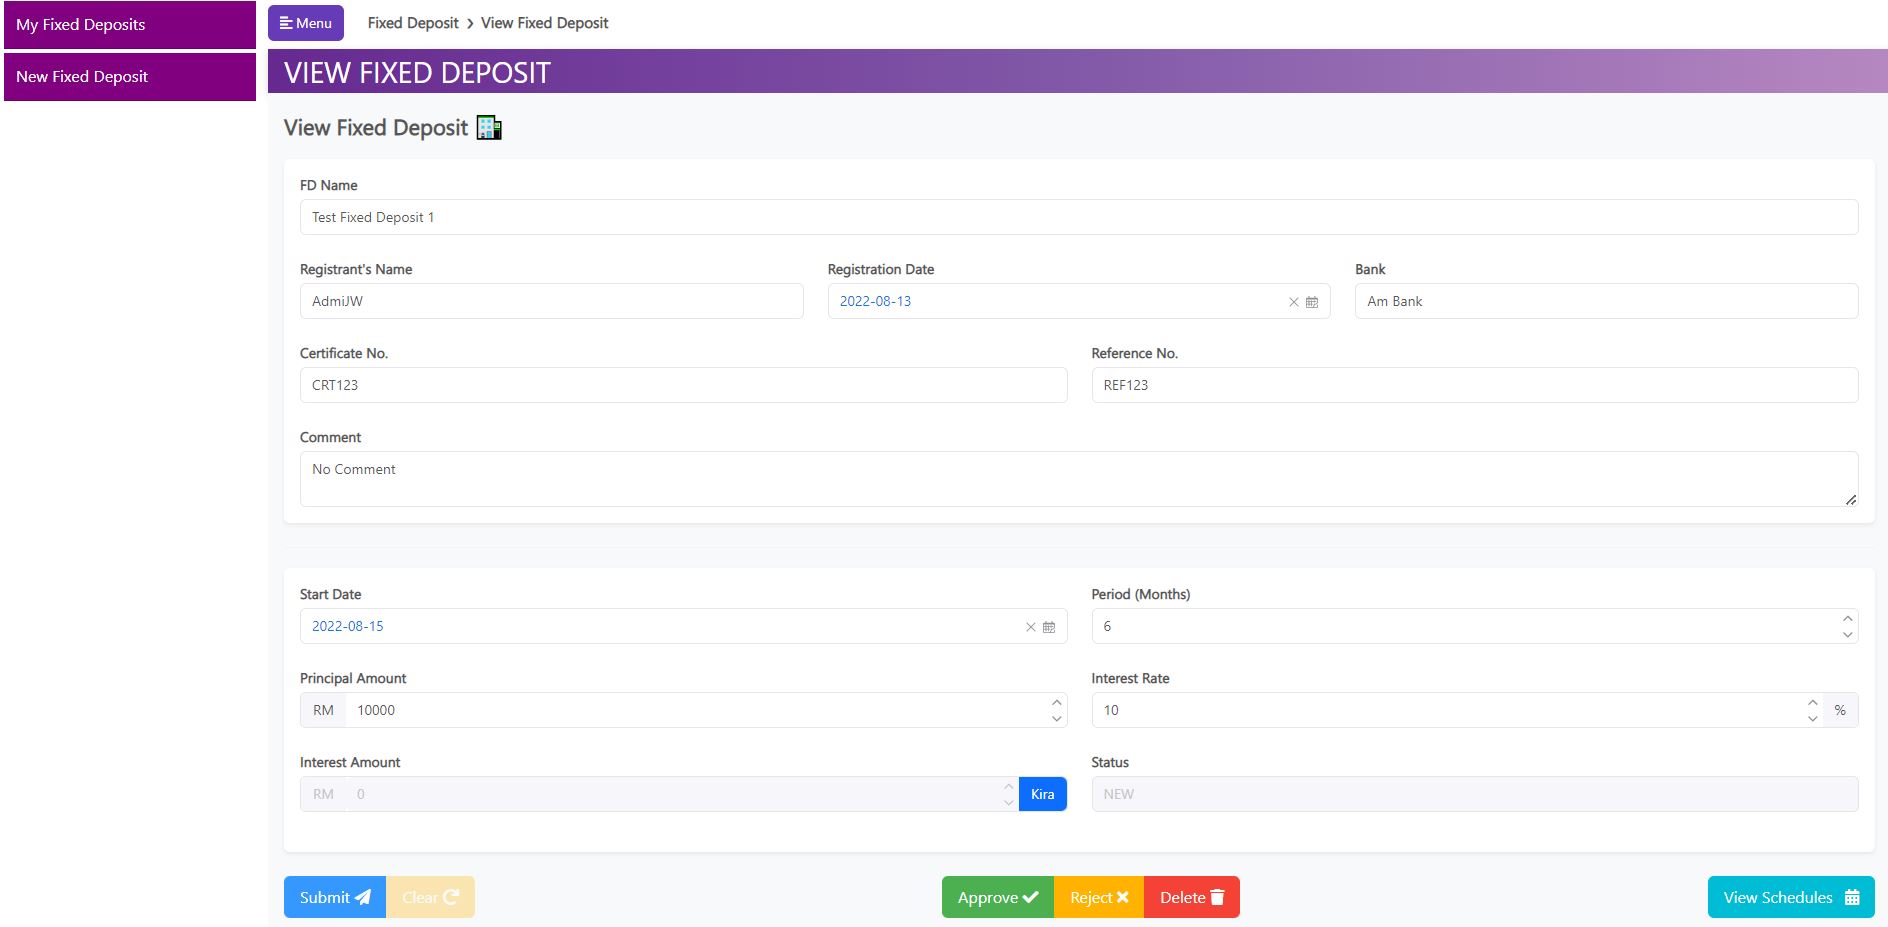 My Fixed Deposits
New Fixed Deposit
Menu
Fixed Deposit > View Fixed Deposit
VIEW FIXED DEPOSIT
View Fixed Deposit
FD Name
Test Fixed Deposit 1
Registrant's Name
AdmiJW
Registration Date
2022-08-13
Bank
Am Bank
Certificate No.
CRT123
Reference No.
REF123
Comment
No Comment
Start Date
2022-08-15
Period (Months)
6
Principal Amount
RM 10000
Interest Rate
10 %
Interest Amount
RM 0 Kira
Status
NEW
Submit Clear Approve Reject Delete View Schedules